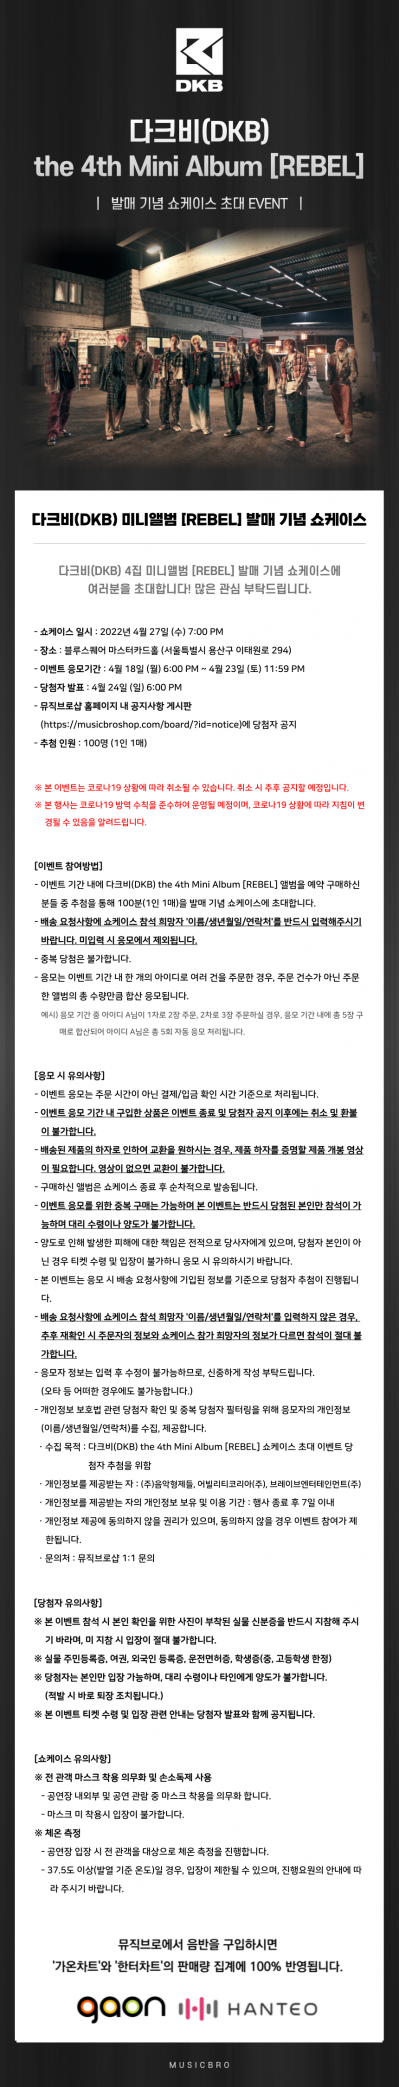 DKB
다크비(DKB)
the 4th Mini Album [REBEL]
| 발매 기념 쇼케이스 초대 EVENT |
다크비(DKB) 미니앨범 [REBEL] 발매 기념 쇼케이스
다크비(DKB) 4집 미니앨범 [REBEL] 발매 기념 쇼케이스에
여러분을 초대합니다! 많은 관심 부탁드립니다.
- 쇼케이스 일시 : 2022년 4월 27일 (수) 7:00 PM
- 장소 : 블루스퀘어 마스터카드홀 (서울특별시 용산구 이태원로 294)
- 이벤트 응모기간 : 4월 18일 (월) 6:00 PM ~ 4월 23일 (토) 11:59 PM
- 당첨자 발표 : 4월 24일 (일) 6:00 PM
- 뮤직브로샵 홈페이지 내 공지사항 게시판
(https://musicbroshop.com/board/?id=notice)에 당첨자 공지
- 추첨 인원 : 100명 (1인 1매)
※ 본 이벤트는 코로나19 상황에 따라 취소될 수 있습니다. 취소 시 추후 공지할 예정입니다.
※ 본 행사는 코로나19 방역 수칙을 준수하여 운영될 예정이며, 코로나19 상황에 따라 지침이 변
경될 수 있음을 알려드립니다.
[이벤트 참여방법]
- 이벤트 기간 내에 다크비(DKB) the 4th Mini Album [REBEL] 앨범을 예약 구매하신
분들 중 추첨을 통해 100분(1인 1매)을 발매 기념 쇼케이스에 초대합니다.
- 배송 요청사항에 쇼케이스 참석 희망자 '이름/생년월일/연락처'를 반드시 입력해주시기
바랍니다. 미입력 시 응모에서 제외됩니다.
- 중복 당첨은 불가합니다.
- 응모는 이벤트 기간 내 한 개의 아이디로 여러 건을 주문한 경우, 주문 건수가 아닌 주문
한 앨범의 총 수량만큼 합산 응모됩니다.
예시) 응모 기간 중 아이디 A님이 1차로 2장 주문, 2차로 3장 주문하실 경우, 응모 기간 내에 총 5장 구
매로 합산되어 아이디 A님은 총 5회 자동 응모 처리됩니다.
[응모 시 유의사항]
- 이벤트 응모는 주문 시간이 아닌 결제/입금 확인 시간 기준으로 처리됩니다.
- 이벤트 응모 기간 내 구입한 상품은 이벤트 종료 및 당첨자 공지 이후에는 취소 및 환불
이 불가합니다.
- 배송된 제품의 하자로 인하여 교환을 원하시는 경우, 제품 하자를 증명할 제품 개봉 영상
이 필요합니다. 영상이 없으면 교환이 불가합니다.
- 구매하신 앨범은 쇼케이스 종료 후 순차적으로 발송됩니다.
- 이벤트 응모를 위한 중복 구매는 가능하며 본 이벤트는 반드시 당첨된 본인만 참석이 가
능하며 대리 수령이나 양도가 불가합니다.
- 양도로 인해 발생한 피해에 대한 책임은 전적으로 당사자에게 있으며, 당첨자 본인이 아
닌 경우 티켓 수령 및 입장이 불가하니 응모 시 유의하시기 바랍니다.
- 본 이벤트는 응모 시 배송 요청사항에 기입된 정보를 기준으로 당첨자 추첨이 진행됩니
다.
- 배송 요청사항에 쇼케이스 참석 희망자 '이름/생년월일/연락처'를 입력하지 않은 경우,
추후 재확인 시 주문자의 정보와 쇼케이스 참가 희망자의 정보가 다르면 참석이 절대 불
가합니다.
- 응모자 정보는 입력 후 수정이 불가능하므로, 신중하게 작성 부탁드립니다.
(오타 등 어떠한 경우에도 불가능합니다.)
- 개인정보 보호법 관련 당첨자 확인 및 중복 당첨자 필터링을 위해 응모자의 개인정보
(이름/생년월일/연락처)를 수집, 제공합니다.
· 수집 목적 : 다크비(DKB) the 4th Mini Album [REBEL] 쇼케이스 초대 이벤트 당
첨자 추첨을 위함
· 개인정보를 제공받는 자 : (주)음악형제들, 어빌리티코리아(주), 브레이브엔터테인먼트(주)
· 개인정보를 제공받는 자의 개인정보 보유 및 이용 기간 : 행사 종료 후 7일 이내
· 개인정보 제공에 동의하지 않을 권리가 있으며, 동의하지 않을 경우 이벤트 참여가 제
한됩니다.
· 문의처 : 뮤직브로샵 1:1 문의
[당첨자 유의사항]
※ 본 이벤트 참석 시 본인 확인을 위한 사진이 부착된 실물 신분증을 반드시 지참해 주시
기 바라며, 미 지참 시 입장이 절대 불가합니다.
※ 실물 주민등록증, 여권, 외국인 등록증, 운전면허증, 학생증(중, 고등학생 한정)
※ 당첨자는 본인만 입장 가능하며, 대리 수령이나 타인에게 양도가 불가합니다.
(적발 시 바로 퇴장 조치됩니다.)
※ 본 이벤트 티켓 수령 및 입장 관련 안내는 당첨자 발표와 함께 공지됩니다.
[쇼케이스 유의사항]
※ 전 관객 마스크 착용 의무화 및 손소독제 사용
- 공연장 내외부 및 공연 관람 중 마스크 착용을 의무화 합니다.
- 마스크 미 착용시 입장이 불가합니다.
※ 체온 측정
- 공연장 입장 시 전 관객을 대상으로 체온 측정을 진행합니다.
- 37.5도 이상(발열 기준 온도)일 경우, 입장이 제한될 수 있으며, 진행요원의 안내에 따
라 주시기 바랍니다.
뮤직브로에서 음반을 구입하시면
'가온차트'와 '한터차트'의 판매량 집계에 100% 반영됩니다.
gaon HANTEO
MUSICBRO